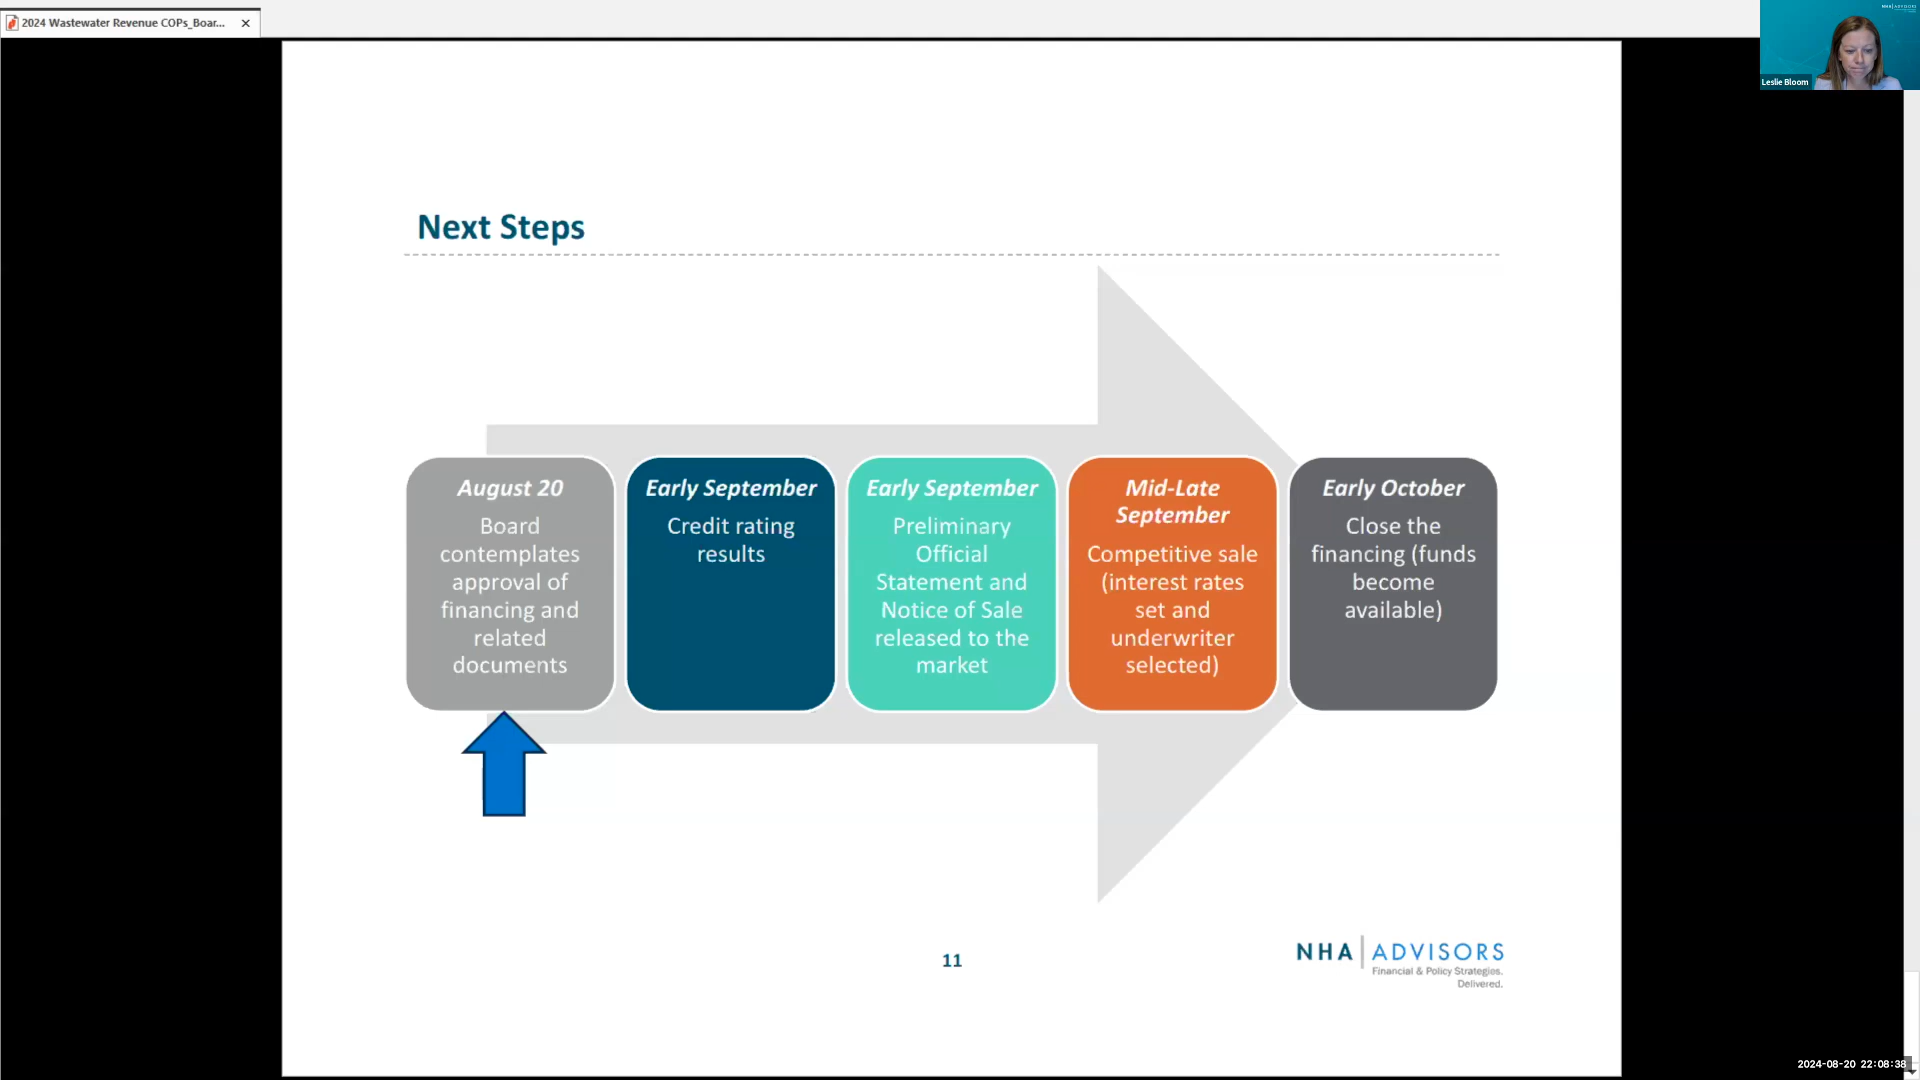 2024 Wastewater Revenue COPs_Boar...
NHA ADVISORS
Leslie Bloom
Next Steps
August 20
Board
contemplates
approval of
financing and
related
documents
Early September
Credit rating
results
Early September
Preliminary
Official
Statement and
Notice of Sale
released to the
market
Mid-Late
September
Competitive sale
(interest rates
set and
underwriter
selected)
Early October
Close the
financing (funds
become
available)
11
NHA ADVISORS
Financial & Policy Strategies.
Delivered.
2024-08-20 22:08:38